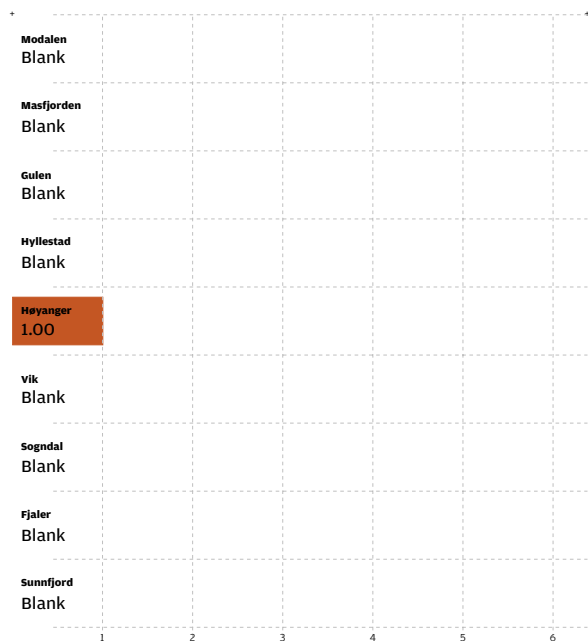 Modalen
Blank
Masfjorden
Blank
Gulen
Blank
Hyllestad
Blank
Høyanger
1.00
Vik
Blank
Sogndal
Blank
Fjaler
Blank
Sunnfjord
Blank
1 2 3 4 5 6